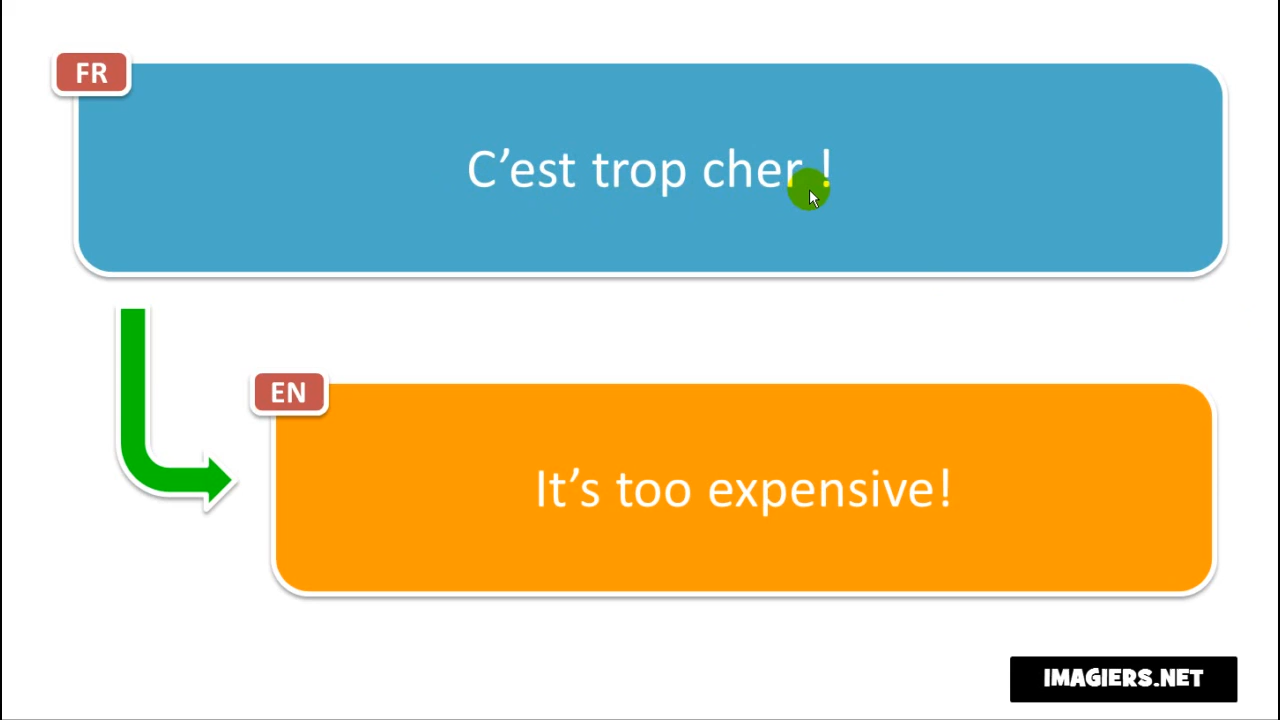 FR
C’est trop cher !
EN
It’s too expensive!
IMAGIERS.NET